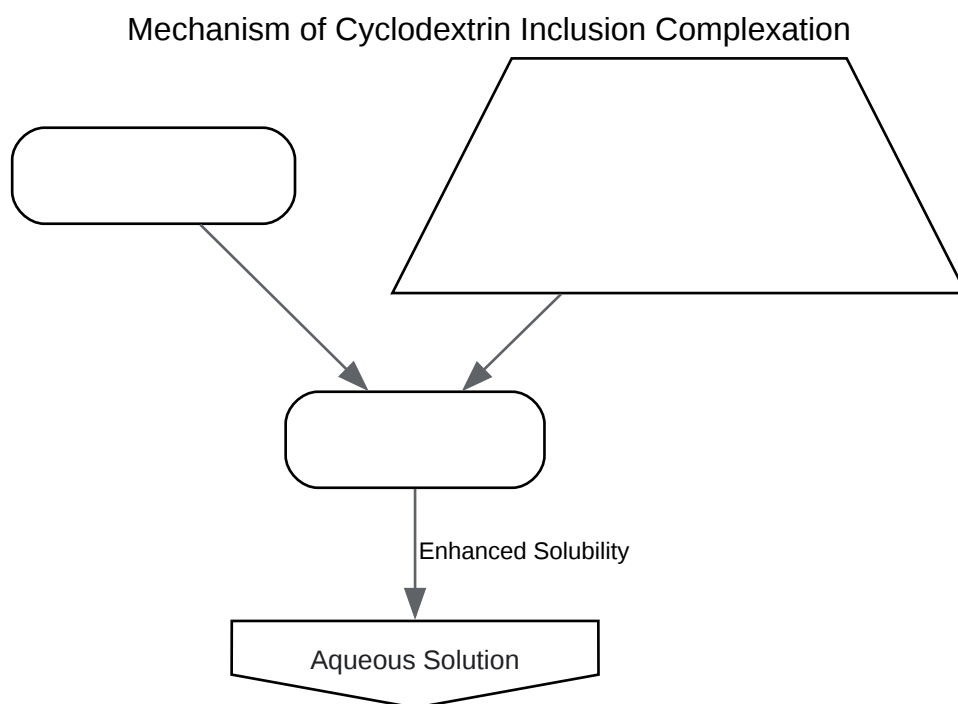 Mechanism of Cyclodextrin Inclusion Complexation
Enhanced Solubility
Aqueous Solution